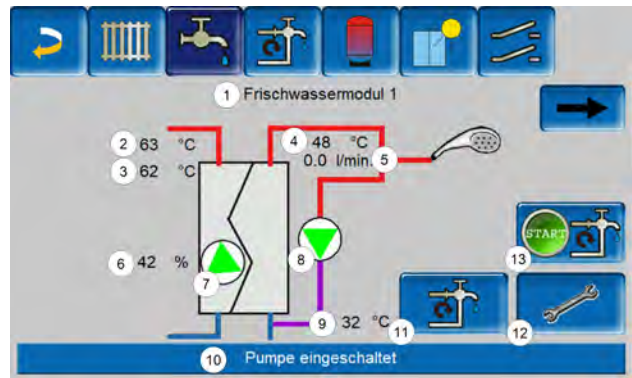 1 Frischwassermodul 1
2 63 °C
4 48 °C
0.0 l/min. 5
3 62 °C
START
13
8
6 42 %
7
9 32 °C
11
12
10 Pumpe eingeschaltet